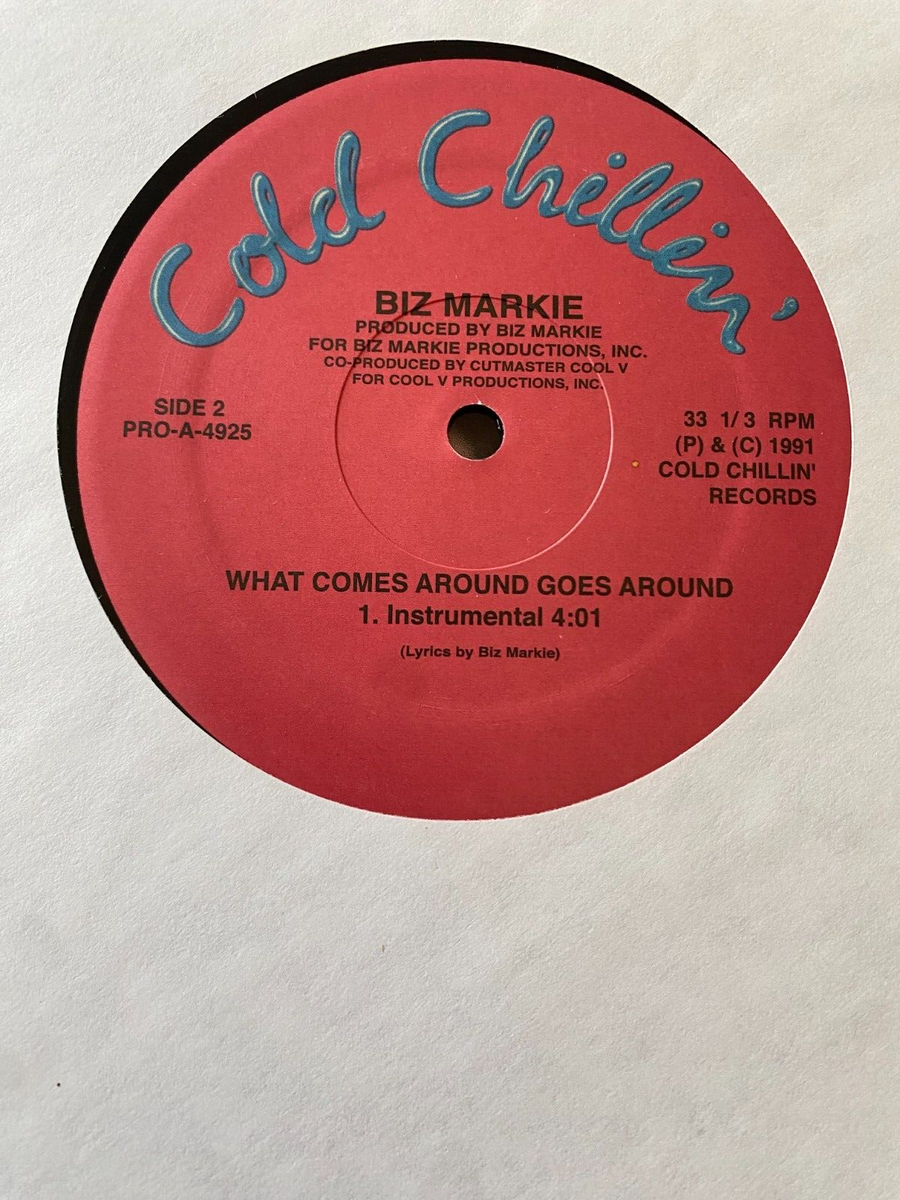 Cold Chillin'
BIZ MARKIE
PRODUCED BY BIZ MARKIE
FOR BIZ MARKIE PRODUCTIONS, INC.
CO-PRODUCED BY CUTMASTER COOL V
FOR COOL V PRODUCTIONS, INC.
SIDE 2
PRO-A-4925
33 1/3 RPM
(P) & (C) 1991
COLD CHILLIN'
RECORDS
WHAT COMES AROUND GOES AROUND
1. Instrumental 4:01
(Lyrics by Biz Markie)